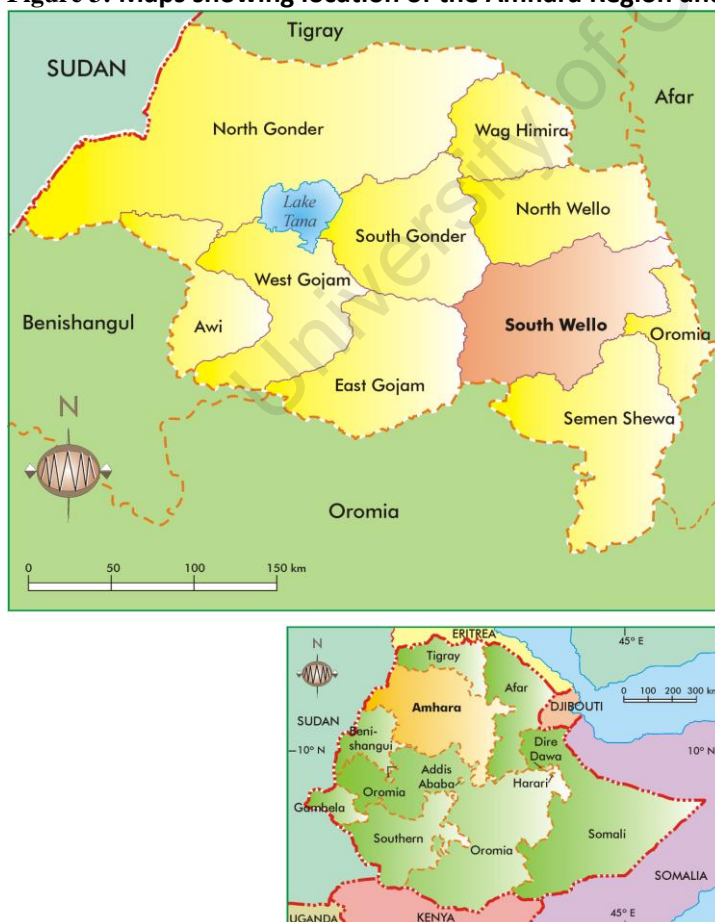 Figure 3: Maps showing location of the Amhara Region and
University of C
Tigray
SUDAN
Afar
North Gonder
Wag Himira
Lake
Tana
North Wello
South Gonder
West Gojam
Benishangul
Awi
South Wello
Oromia
East Gojam
Semen Shewa
N
Oromia
0 50 100 150 km
ERITREA
45° E
N
Tigray
Afar
0 100 200 300 km
Amhara
DJIBOUTI
SUDAN
Beni-
shangui
10° N
10° N
Dire
Dawa
Addis
Ababa
Harari
Oromia
Gambela
Southern
Oromia
Somali
SOMALIA
UGANDA
KENYA
45° E